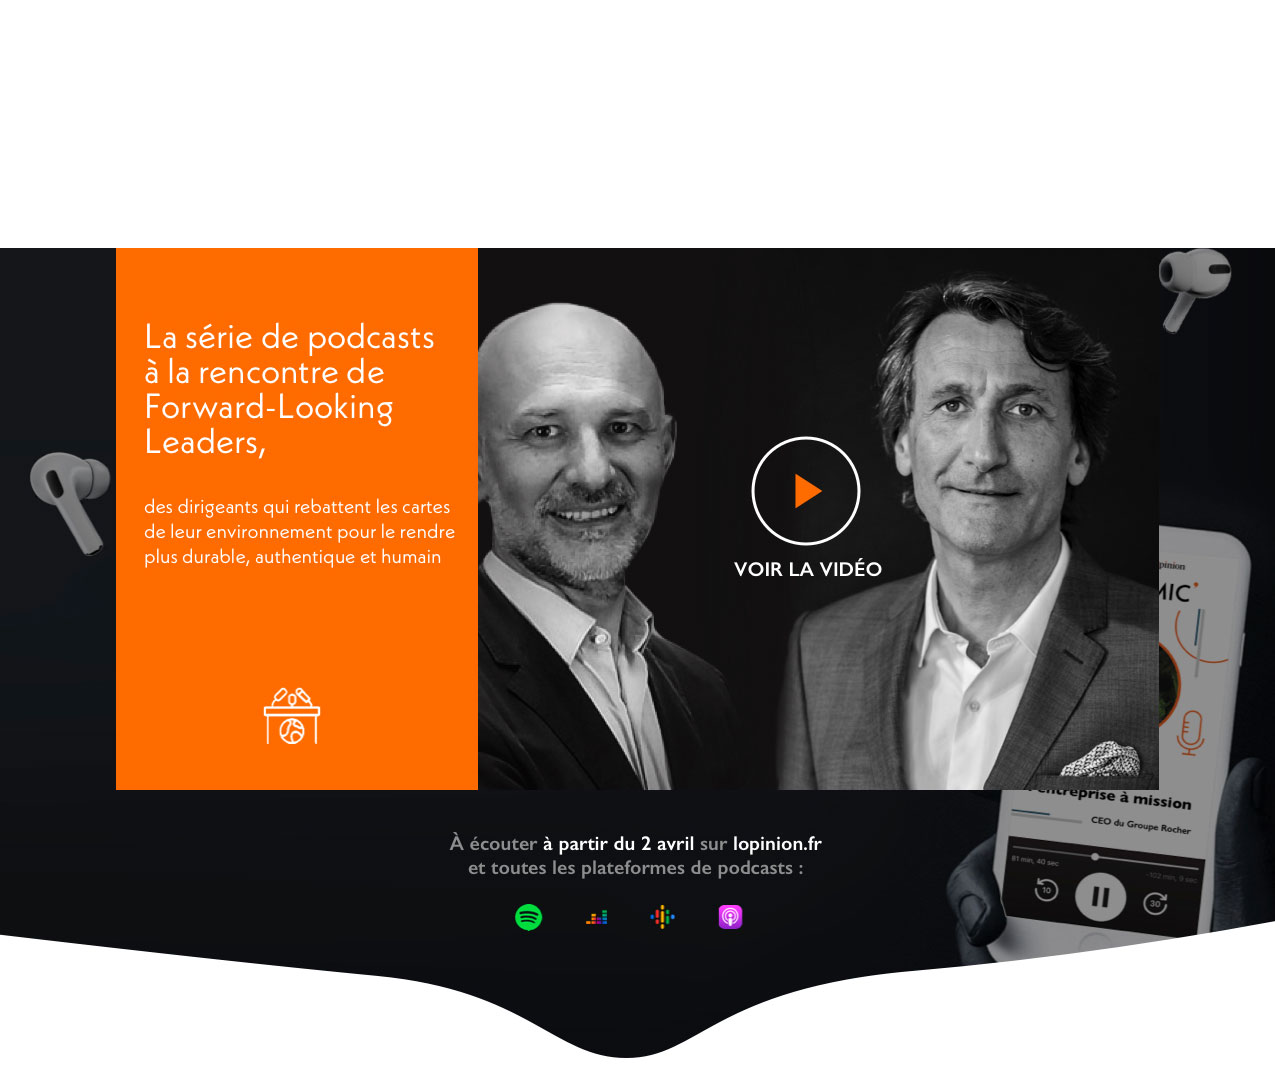 La série de podcasts
à la rencontre de
Forward-Looking
Leaders,
des dirigeants qui rebattent les cartes
de leur environnement pour le rendre
plus durable, authentique et humain
VOIR LA VIDÉO
MIC
entreprise à mission
CEO du Groupe Rocher
81 min, 40 sec
-102 min, 9 sec
10
30
À écouter à partir du 2 avril sur lopinion.fr
et toutes les plateformes de podcasts :